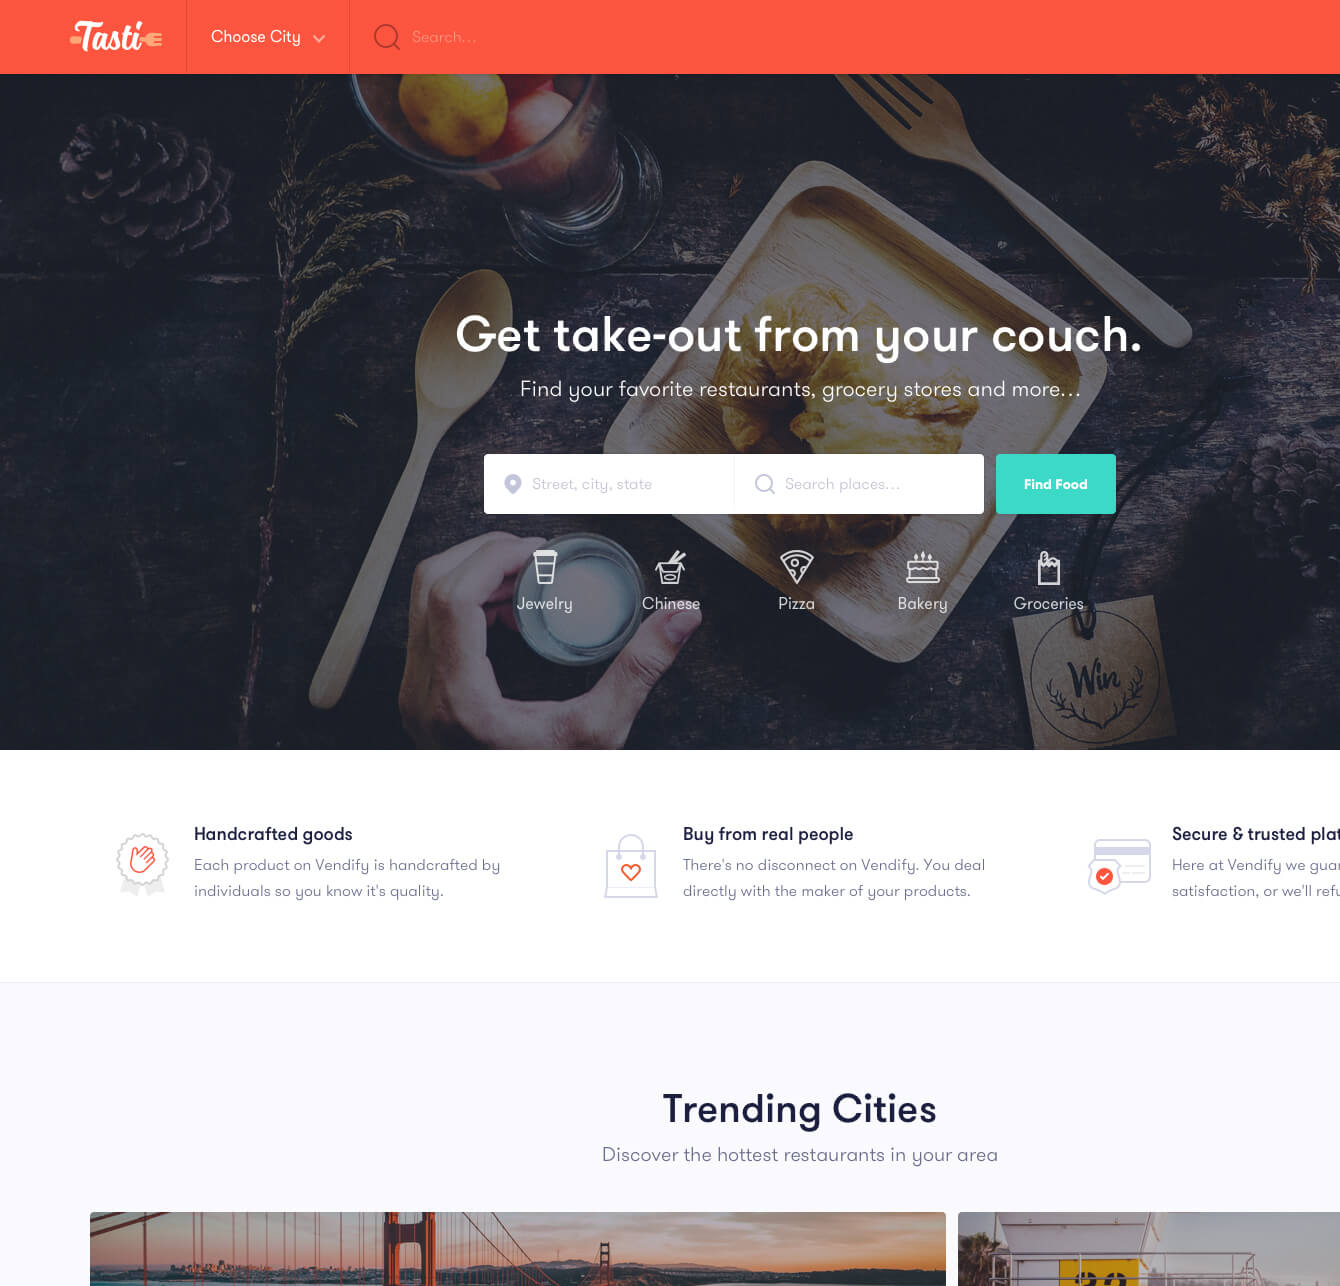 Tasti
Choose City
Search...
Get take-out from your couch.
Find your favorite restaurants, grocery stores and more...
Street, city, state
Search places...
Find Food
Jewelry
Chinese
Pizza
Bakery
Groceries
Win
Handcrafted goods
Each product on Vendify is handcrafted by
individuals so you know it's quality.
Buy from real people
There's no disconnect on Vendify. You deal
directly with the maker of your products.
Secure & trusted plat
Here at Vendify we guar
satisfaction, or we'll refu
Trending Cities
Discover the hottest restaurants in your area